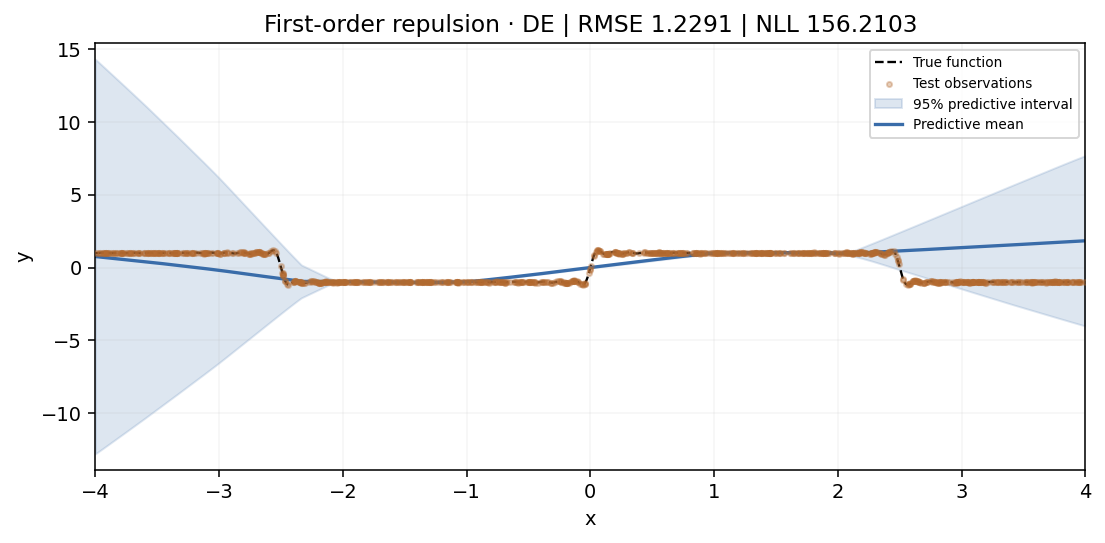 First-order repulsion · DE | RMSE 1.2291 | NLL 156.2103
True function
Test observations
95% predictive interval
Predictive mean
15
10
5
0
−5
−10
y
−4
−3
−2
−1
0
1
2
3
4
x